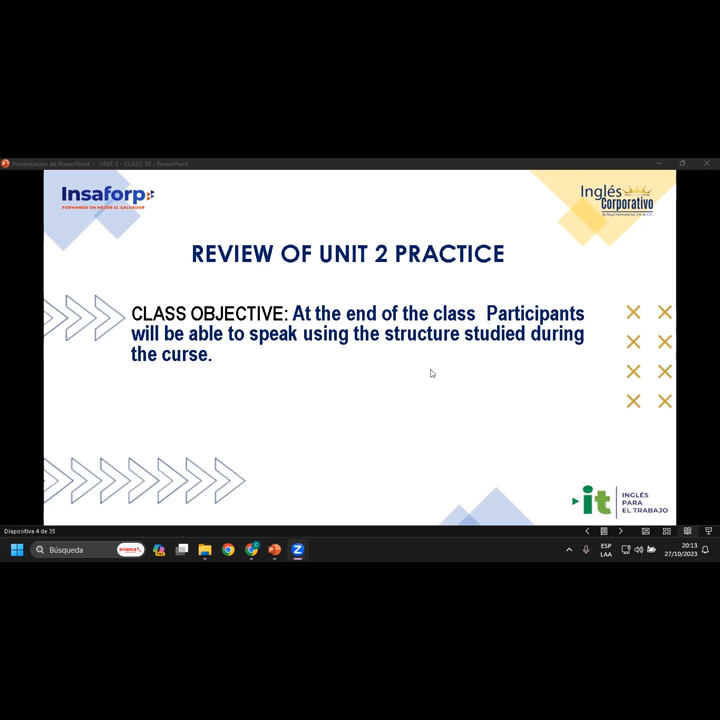 Presentación de PowerPoint - UNIT 2 - CLASS 10 - PowerPoint
Insaforp
FORMANDO UN MEJOR EL SALVADOR
Inglés
Corporativo
REVIEW OF UNIT 2 PRACTICE
CLASS OBJECTIVE: At the end of the class Participants
will be able to speak using the structure studied during
the curse.
it
INGLÉS
PARA
EL TRABAJO
Diapositiva 4 de 35
Búsqueda
avianca
ESP
LAA
20:13
27/10/2023